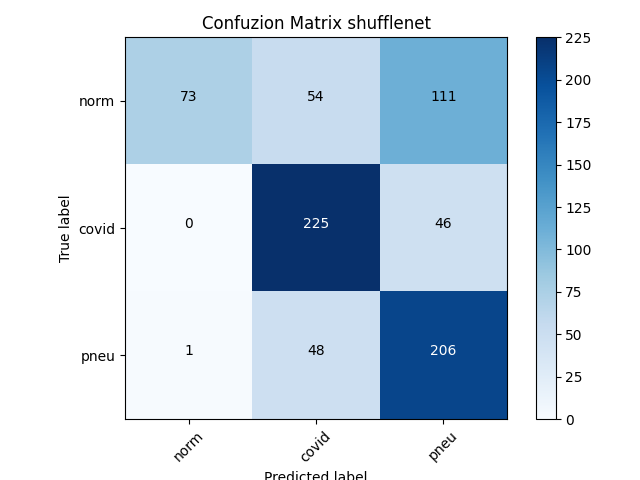 Confuzion Matrix shufflenet
True label
norm
73 54 111
covid
0 225 46
pneu
1 48 206
norm covid pneu
Predicted label
225
200
175
150
125
100
75
50
25
0